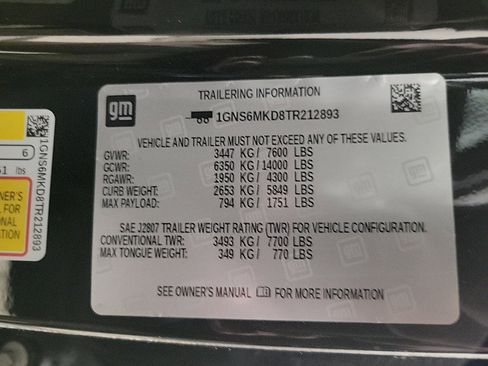 gm
TRAILERING INFORMATION
1GNS6MKD8TR212893
VEHICLE AND TRAILER MUST NOT EXCEED ANY OF THESE VALUES.
GVWR: 3447 KG / 7600 LBS
GCWR: 6350 KG / 14000 LBS
RGAWR: 1950 KG / 4300 LBS
CURB WEIGHT: 2653 KG / 5849 LBS
MAX PAYLOAD: 794 KG / 1751 LBS
SAE J2807 TRAILER WEIGHT RATING (TWR) FOR VEHICLE CONFIGURATION.
CONVENTIONAL TWR: 3493 KG / 7700 LBS
MAX TONGUE WEIGHT: 349 KG / 770 LBS
SEE OWNER'S MANUAL FOR MORE INFORMATION
6
51 lbs
1GNS6MKD8TR212893